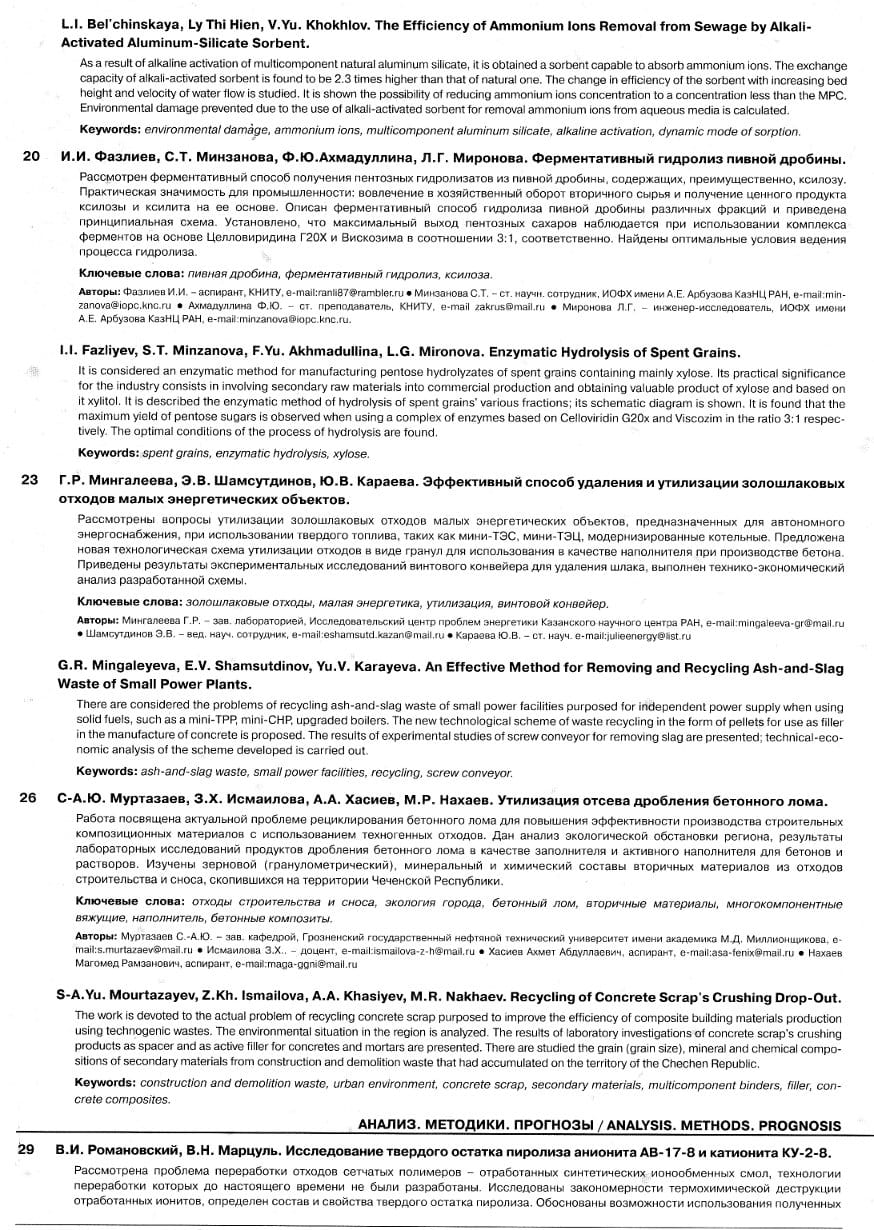 L.I. Bel'chinskaya, Ly Thi Hien, V.Yu. Khokhlov. The Efficiency of Ammonium Ions Removal from Sewage by Alkali-
Activated Aluminum-Silicate Sorbent.
As a result of alkaline activation of multicomponent natural aluminum silicate, it is obtained a sorbent capable to absorb ammonium ions. The exchange
capacity of alkali-activated sorbent is found to be 2.3 times higher than that of natural one. The change in efficiency of the sorbent with increasing bed
height and velocity of water flow is studied. It is shown the possibility of reducing ammonium ions concentration to a concentration less than the MPC.
Environmental damage prevented due to the use of alkali-activated sorbent for removal ammonium ions from aqueous media is calculated.
Keywords: environmental damage, ammonium ions, multicomponent aluminum silicate, alkaline activation, dynamic mode of sorption.
20 И.И. Фазлиев, С.Т. Минзанова, Ф.Ю.Ахмадуллина, Л.Г. Миронова. Ферментативный гидролиз пивной дробины.
Рассмотрен ферментативный способ получения пентозных гидролизатов из пивной дробины, содержащих, преимущественно, ксилозу.
Практическая значимость для промышленности: вовлечение в хозяйственный оборот вторичного сырья и получение ценного продукта
ксилозы и ксилита на ее основе. Описан ферментативный способ гидролиза пивной дробины различных фракций и приведена
принципиальная схема. Установлено, что максимальный выход пентозных сахаров наблюдается при использовании комплекса
ферментов на основе Целловиридина Г20Х и Вискозима в соотношении 3:1, соответственно. Найдены оптимальные условия ведения
процесса гидролиза.
Ключевые слова: пивная дробина, ферментативный гидролиз, ксилоза.
Авторы: Фазлиев И.И. – аспирант, КНИТУ, e-mail:ranli87@rambler.ru ● Минзанова С.Т. – ст. научн. сотрудник, ИОФХ имени А.Е. Арбузова КазНЦ РАН, e-mail:min-
zanova@iopc.knc.ru ● Ахмадуллина Ф.Ю. – ст. преподаватель, КНИТУ, e-mail zakrus@mail.ru ● Миронова Л.Г. – инженер-исследователь, ИОФХ имени
А.Е. Арбузова КазНЦ РАН, e-mail:minzanova@iopc.knc.ru.
I.I. Fazliyev, S.T. Minzanova, F.Yu. Akhmadullina, L.G. Mironova. Enzymatic Hydrolysis of Spent Grains.
It is considered an enzymatic method for manufacturing pentose hydrolyzates of spent grains containing mainly xylose. Its practical significance
for the industry consists in involving secondary raw materials into commercial production and obtaining valuable product of xylose and based on
it xylitol. It is described the enzymatic method of hydrolysis of spent grains' various fractions; its schematic diagram is shown. It is found that the
maximum yield of pentose sugars is observed when using a complex of enzymes based on Celloviridin G20x and Viscozim in the ratio 3:1 respec-
tively. The optimal conditions of the process of hydrolysis are found.
Keywords: spent grains, enzymatic hydrolysis, xylose.
23 Г.Р. Мингалеева, Э.В. Шамсутдинов, Ю.В. Караева. Эффективный способ удаления и утилизации золошлаковых
отходов малых энергетических объектов.
Рассмотрены вопросы утилизации золошлаковых отходов малых энергетических объектов, предназначенных для автономного
энергоснабжения, при использовании твердого топлива, таких как мини-ТЭС, мини-ТЭЦ, модернизированные котельные. Предложена
новая технологическая схема утилизации отходов в виде гранул для использования в качестве наполнителя при производстве бетона.
Приведены результаты экспериментальных исследований винтового конвейера для удаления шлака, выполнен технико-экономический
анализ разработанной схемы.
Ключевые слова: золошлаковые отходы, малая энергетика, утилизация, винтовой конвейер.
Авторы: Мингалеева Г.Р. – зав. лабораторией, Исследовательский центр проблем энергетики Казанского научного центра РАН, e-mail:mingaleeva-gr@mail.ru
● Шамсутдинов Э.В. – вед. науч. сотрудник, e-mail:eshamsutd.kazan@mail.ru ● Караева Ю.В. – ст. науч. e-mail:julieenergy@list.ru
G.R. Mingaleyeva, E.V. Shamsutdinov, Yu.V. Karayeva. An Effective Method for Removing and Recycling Ash-and-Slag
Waste of Small Power Plants.
There are considered the problems of recycling ash-and-slag waste of small power facilities purposed for independent power supply when using
solid fuels, such as a mini-TPP, mini-CHP, upgraded boilers. The new technological scheme of waste recycling in the form of pellets for use as filler
in the manufacture of concrete is proposed. The results of experimental studies of screw conveyor for removing slag are presented; technical-eco-
nomic analysis of the scheme developed is carried out.
Keywords: ash-and-slag waste, small power facilities, recycling, screw conveyor.
26 С-А.Ю. Муртазаев, З.Х. Исмаилова, А.А. Хасиев, М.Р. Нахаев. Утилизация отсева дробления бетонного лома.
Работа посвящена актуальной проблеме рециклирования бетонного лома для повышения эффективности производства строительных
композиционных материалов с использованием техногенных отходов. Дан анализ экологической обстановки региона, результаты
лабораторных исследований продуктов дробления бетонного лома в качестве заполнителя и активного наполнителя для бетонов и
растворов. Изучены зерновой (гранулометрический), минеральный и химический составы вторичных материалов из отходов
строительства и сноса, скопившихся на территории Чеченской Республики.
Ключевые слова: отходы строительства и сноса, экология города, бетонный лом, вторичные материалы, многокомпонентные
вяжущие, наполнитель, бетонные композиты.
Авторы: Муртазаев С.-А.Ю. – зав. кафедрой, Грозненский государственный нефтяной технический университет имени академика М.Д. Миллионщикова, e-
mail:s.murtazaev@mail.ru ● Исмаилова З.Х.. – доцент, e-mail:ismailova-z-h@mail.ru ● Хасиев Ахмет Абдуллаевич, аспирант, e-mail:asa-fenix@mail.ru ● Нахаев
Магомед Рамзанович, аспирант, e-mail:maga-ggni@mail.ru
S-A.Yu. Mourtazayev, Z.Kh. Ismailova, A.A. Khasiyev, M.R. Nakhaev. Recycling of Concrete Scrap's Crushing Drop-Out.
The work is devoted to the actual problem of recycling concrete scrap purposed to improve the efficiency of composite building materials production
using technogenic wastes. The environmental situation in the region is analyzed. The results of laboratory investigations of concrete scrap's crushing
products as spacer and as active filler for concretes and mortars are presented. There are studied the grain (grain size), mineral and chemical compo-
sitions of secondary materials from construction and demolition waste that had accumulated on the territory of the Chechen Republic.
Keywords: construction and demolition waste, urban environment, concrete scrap, secondary materials, multicomponent binders, filler, con-
crete composites.
АНАЛИЗ. МЕТОДИКИ. ПРОГНОЗЫ / ANALYSIS. METHODS. PROGNOSIS
29 В.И. Романовский, В.Н. Марцуль. Исследование твердого остатка пиролиза анионита АВ-17-8 и катионита КУ-2-8.
Рассмотрена проблема переработки отходов сетчатых полимеров – отработанных синтетических ионообменных смол, технологии
переработки которых до настоящего времени не были разработаны. Исследованы закономерности термохимической деструкции
отработанных ионитов, определен состав и свойства твердого остатка пиролиза. Обоснованы возможности использования полученных